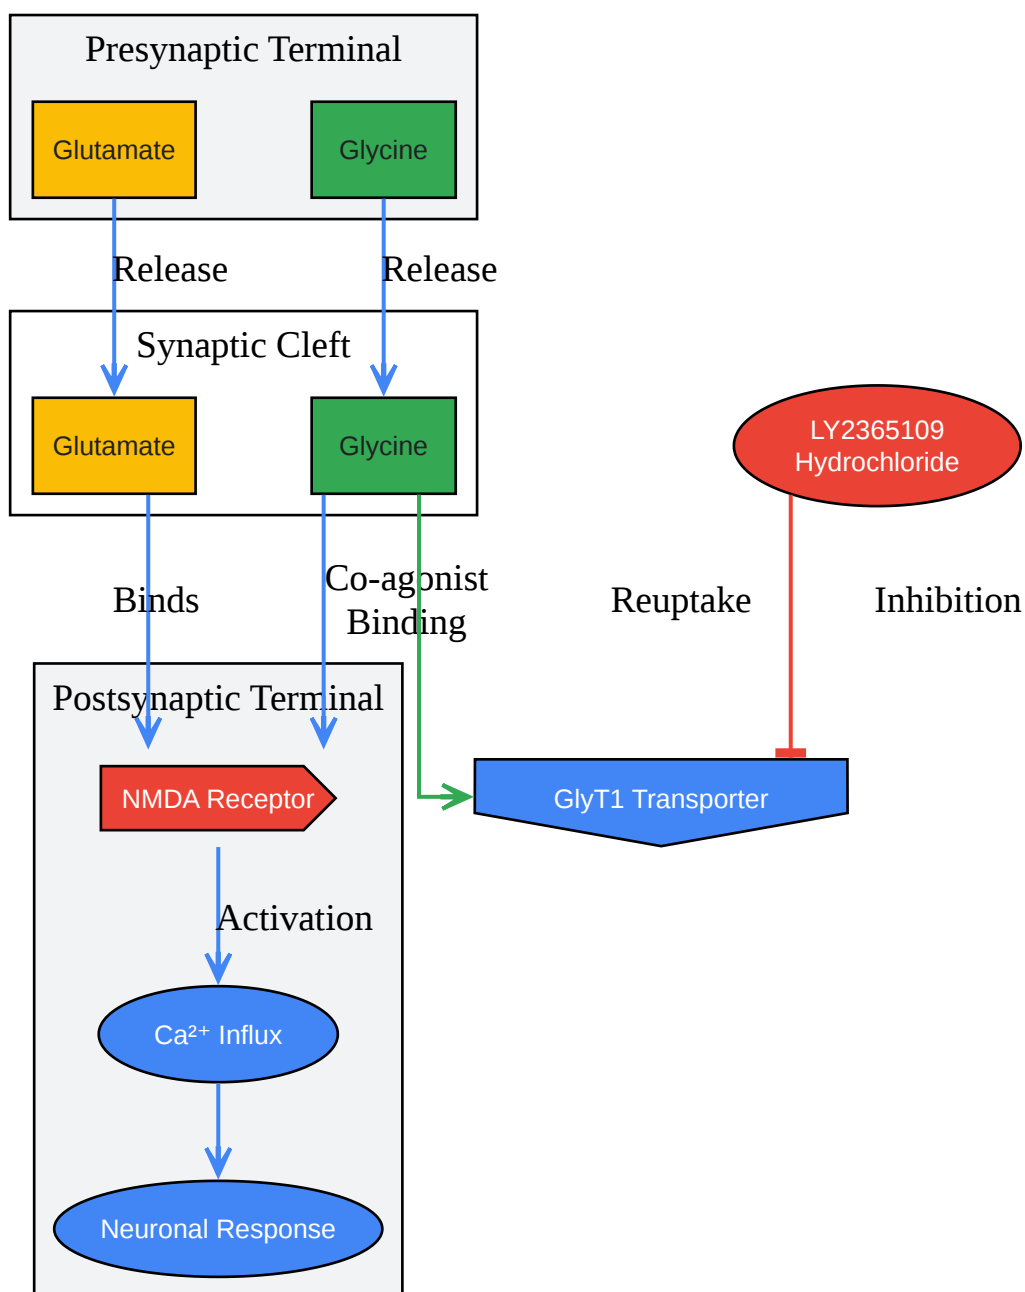 Presynaptic Terminal
Glutamate
Glycine
Release
Release
Synaptic Cleft
Glutamate
Glycine
LY2365109
Hydrochloride
Binds
Co-agonist
Binding
Reuptake
Inhibition
Postsynaptic Terminal
NMDA Receptor
GlyT1 Transporter
Activation
Ca²⁺ Influx
Neuronal Response